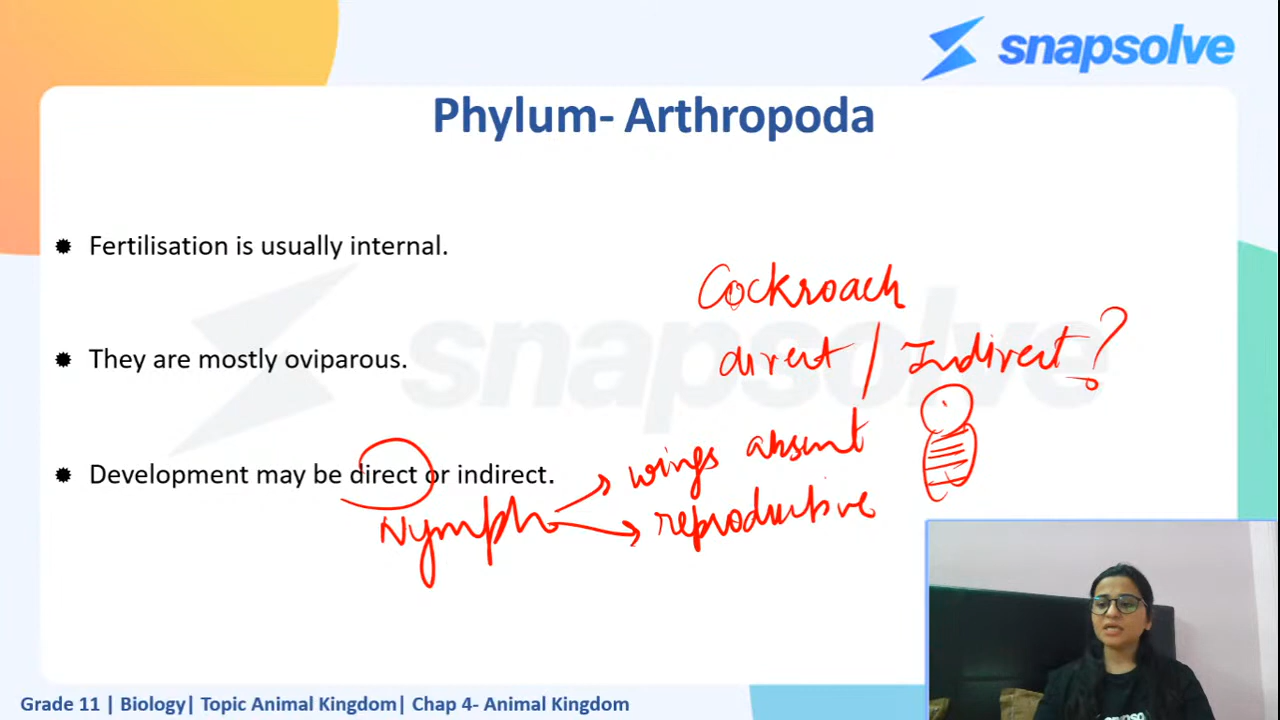 snapsolve
Phylum- Arthropoda
Fertilisation is usually internal.
Cockroach
direct / Indirect?
They are mostly oviparous.
wings absent
Development may be direct or indirect.
Nymph
reproductive
snapsolve
Grade 11 | Biology| Topic Animal Kingdom| Chap 4- Animal Kingdom